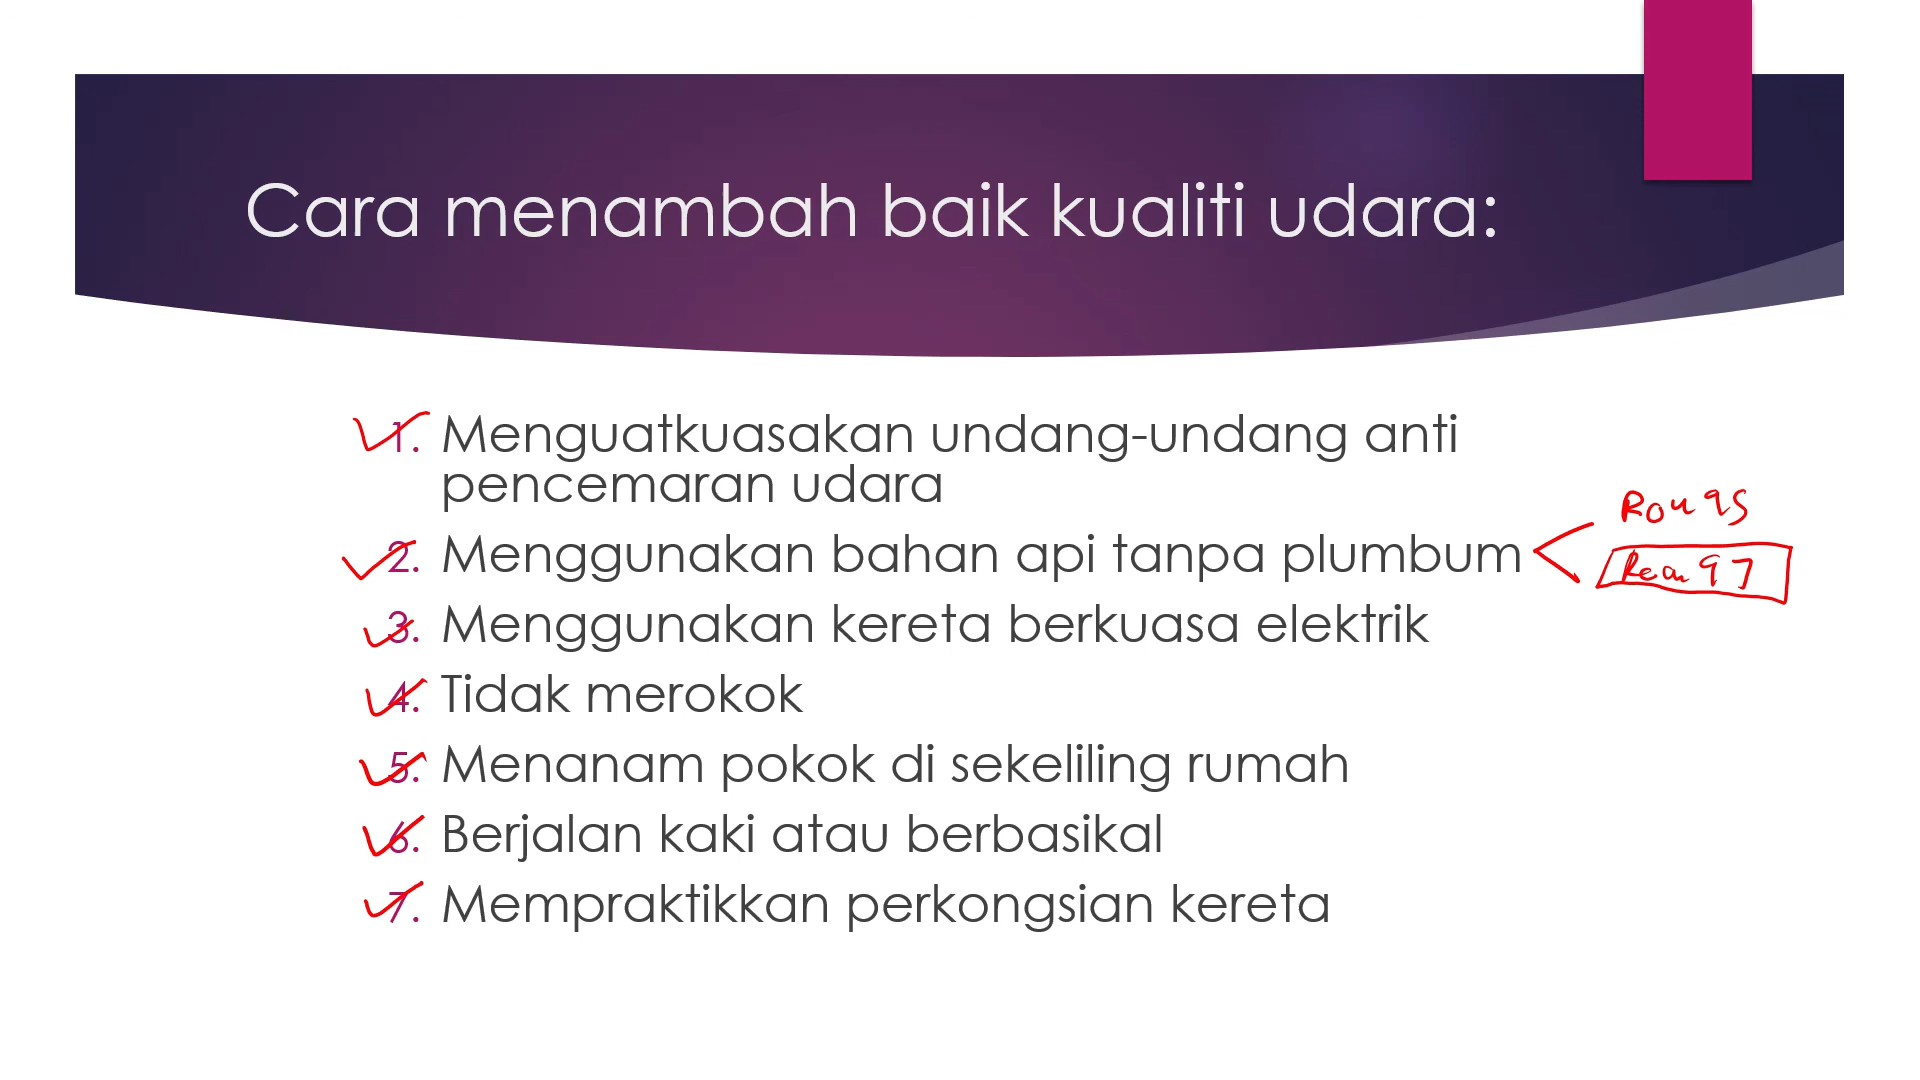 Cara menambah baik kualiti udara:
1. Menguatkuasakan undang-undang anti
pencemaran udara
2. Menggunakan bahan api tanpa plumbum
Ron 95
Ron 97
3. Menggunakan kereta berkuasa elektrik
4. Tidak merokok
5. Menanam pokok di sekeliling rumah
6. Berjalan kaki atau berbasikal
7. Mempraktikkan perkongsian kereta